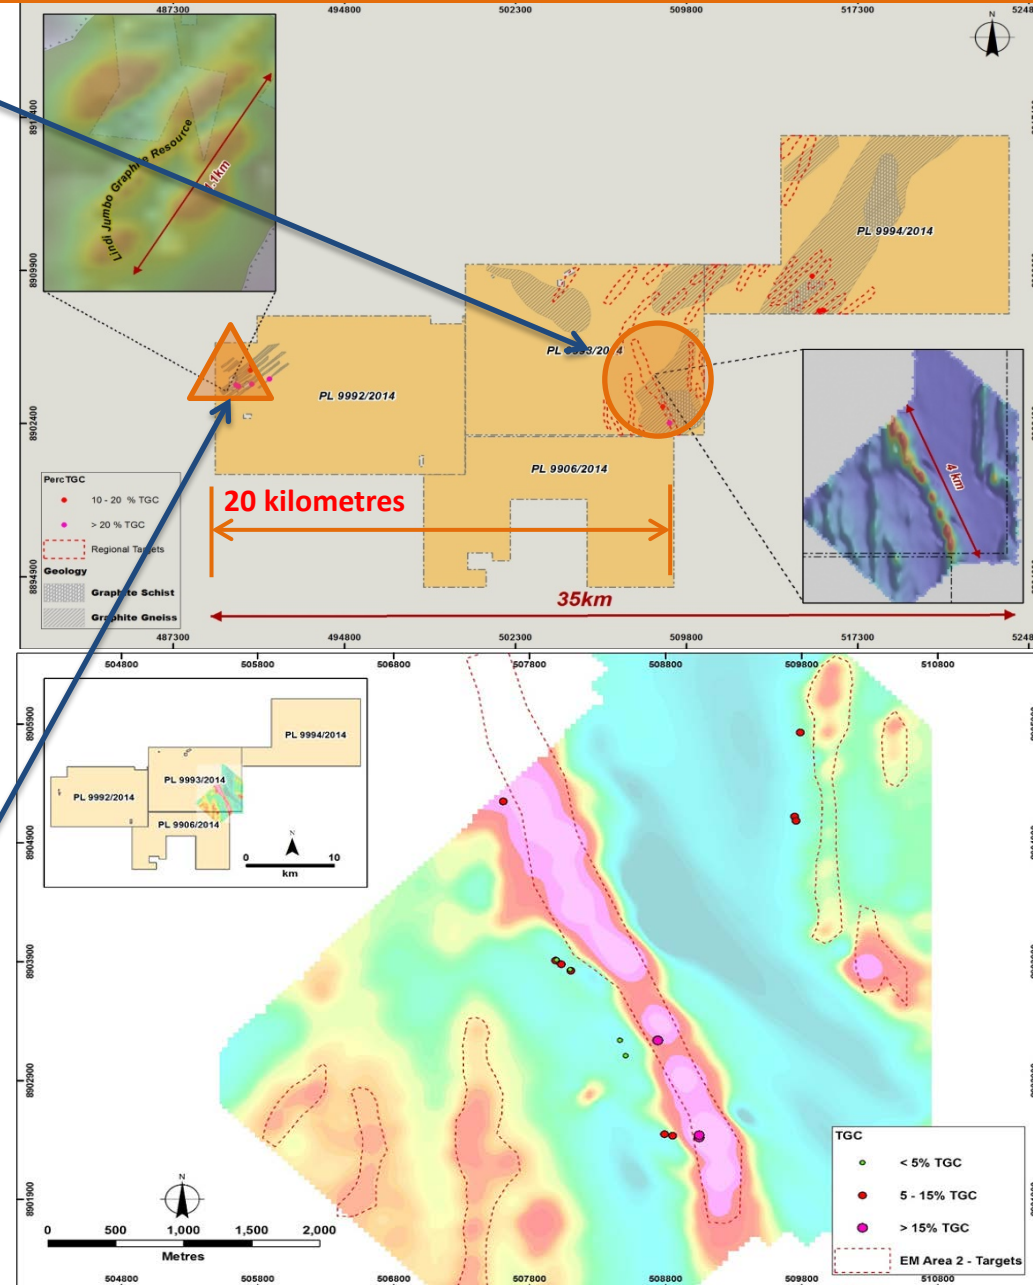 487300 494800 502300 509800 517300 524800
N
Lindi Jumbo Graphite Resource
PL 9994/2014
8909900
PL 9992/2014
PL 9906/2014
8902400
4 km
Perc TGC
10 - 20 % TGC
> 20 % TGC
Regional Targets
Geology
Graphite Schist
Graphite Gneiss
20 kilometres
8894900
35km
487300 494800 502300 509800 517300
504800 505800 506800 507800 508800 509800 510800
8905900
PL 9994/2014
PL 9993/2014
PL 9992/2014
PL 9906/2014
N
0 10
km
8904900
8903900
8902900
8901900
N
0 500 1,000 1,500 2,000
Metres
TGC
< 5% TGC
5 - 15% TGC
> 15% TGC
EM Area 2 - Targets
504800 505800 506800 507800 508800 509800 510800